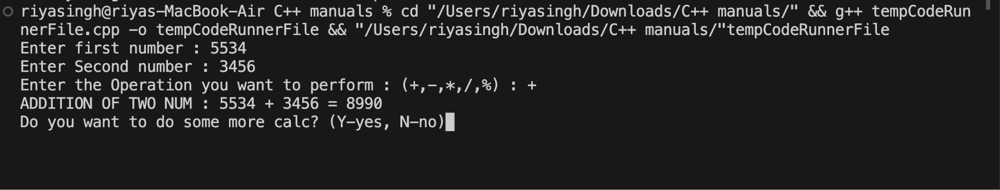 riyasingh@riyas-MacBook-Air C++ manuals % cd "/Users/riyasingh/Downloads/C++ manuals/" && g++ tempCodeRun
nerFile.cpp -o tempCodeRunnerFile && "/Users/riyasingh/Downloads/C++ manuals/"tempCodeRunnerFile
Enter first number : 5534
Enter Second number : 3456
Enter the Operation you want to perform : (+,-,*,/,%) : +
ADDITION OF TWO NUM : 5534 + 3456 = 8990
Do you want to do some more calc? (Y-yes, N-no)